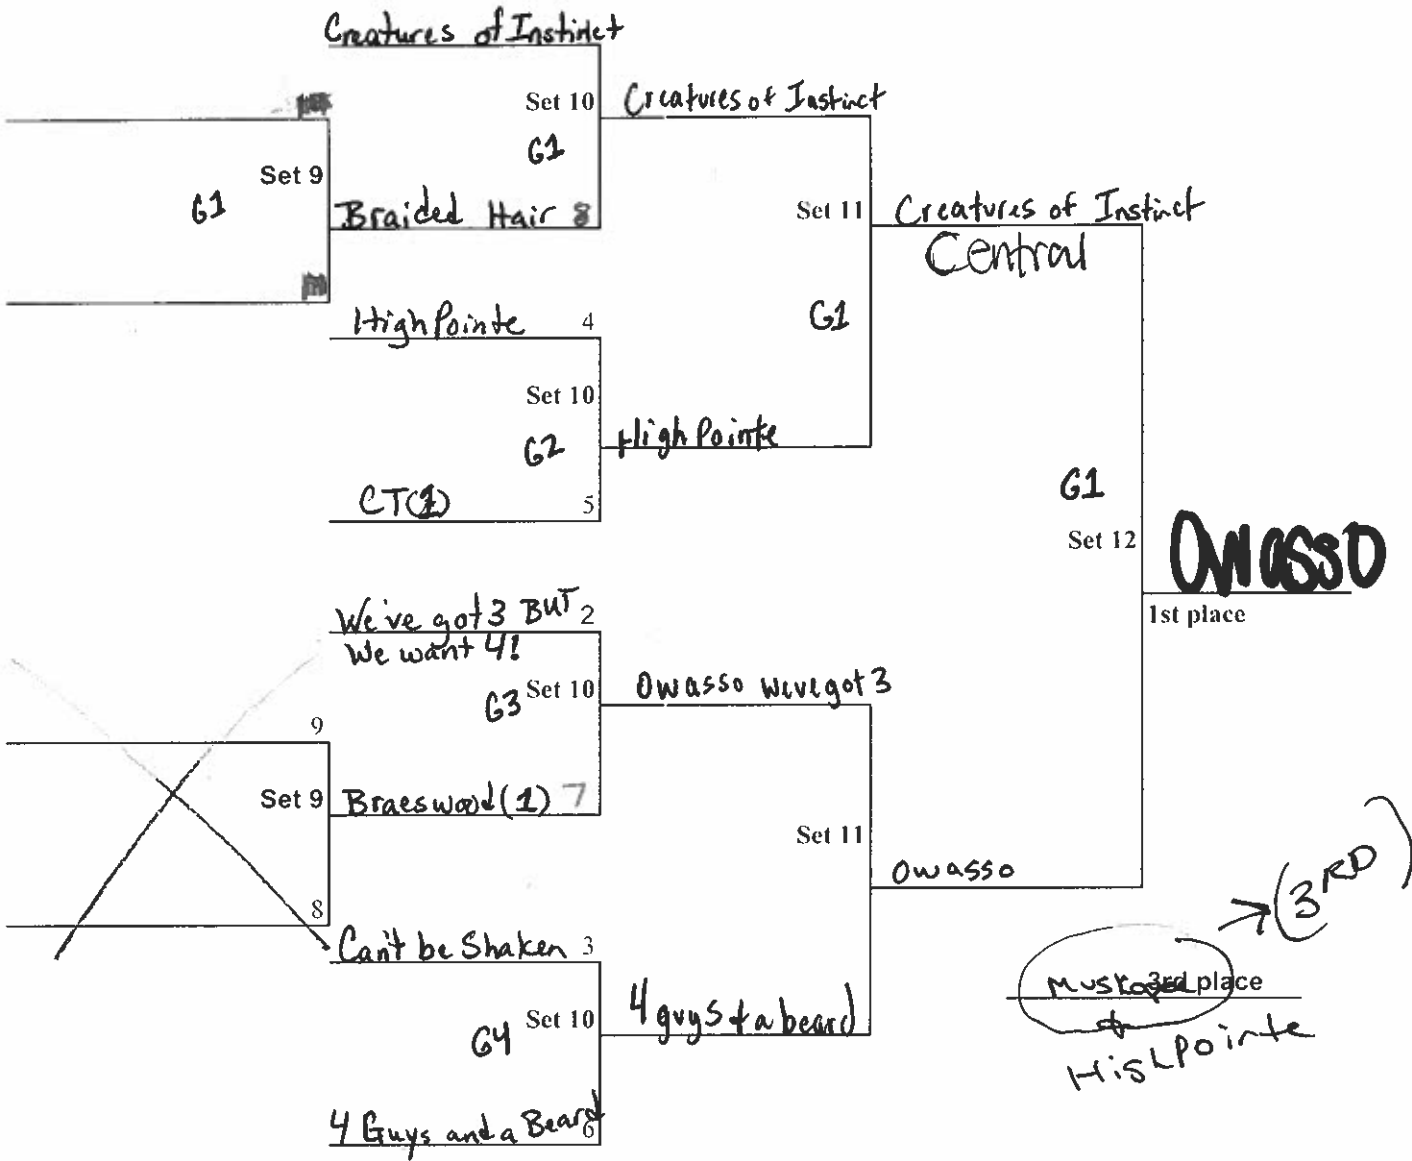 Creatures of Instinct
Set 10
G1
Creatures of Instinct
Set 9
G1
Braided Hair 8
Set 11
Creatures of Instinct
Central
G1
High Pointe 4
Set 10
G2
High Pointe
CT(1) 5
G1
Set 12
Owasso
1st place
We've got 3 BUT 2
We want 4!
G3 Set 10
Owasso Weve got 3
9
Set 9
Braeswood (1) 7
Set 11
Owasso
8
Can't be Shaken 3
G4 Set 10
4 guys + a beard
4 Guys and a Beard 6
(3RD)
3rd place
+
HighPointe